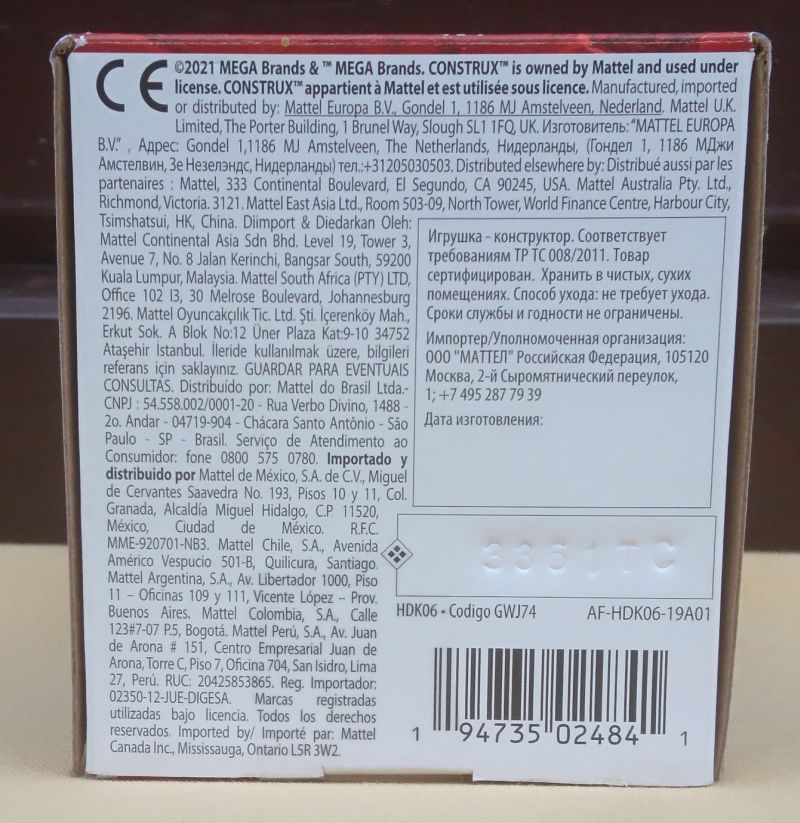 CE ©2021 MEGA Brands & ™ MEGA Brands. CONSTRUX™ is owned by Mattel and used under
license. CONSTRUX™ appartient à Mattel et est utilisée sous licence. Manufactured, imported
or distributed by: Mattel Europa B.V., Gondel 1, 1186 MJ Amstelveen, Nederland. Mattel U.K.
Limited, The Porter Building, 1 Brunel Way, Slough SL1 1FQ, UK. Изготовитель: “MATTEL EUROPA
B.V.” , Адрес: Gondel 1,1186 MJ Amstelveen, The Netherlands, Нидерланды, (Гондел 1, 1186 МДжи
Амстелвин, Зе Незелэндс, Нидерланды) тел.:+31205030503. Distributed elsewhere by: Distribué aussi par les
partenaires : Mattel, 333 Continental Boulevard, El Segundo, CA 90245, USA. Mattel Australia Pty. Ltd.,
Richmond, Victoria. 3121. Mattel East Asia Ltd., Room 503-09, North Tower, World Finance Centre, Harbour City,
Tsimshatsui, HK, China. Diimport & Diedarkan Oleh:
Mattel Continental Asia Sdn Bhd. Level 19, Tower 3,
Avenue 7, No. 8 Jalan Kerinchi, Bangsar South, 59200
Kuala Lumpur, Malaysia. Mattel South Africa (PTY) LTD,
Office 102 I3, 30 Melrose Boulevard, Johannesburg
2196. Mattel Oyuncakçılık Tic. Ltd. Şti. İçerenköy Mah.,
Erkut Sok. A Blok No:12 Üner Plaza Kat:9-10 34752
Ataşehir İstanbul. İleride kullanılmak üzere, bilgileri
referans için saklayınız. GUARDAR PARA EVENTUAIS
CONSULTAS. Distribuído por: Mattel do Brasil Ltda.-
CNPJ : 54.558.002/0001-20 - Rua Verbo Divino, 1488 -
2o. Andar - 04719-904 - Chácara Santo Antônio - São
Paulo - SP - Brasil. Serviço de Atendimento ao
Consumidor: fone 0800 575 0780. Importado y
distribuido por Mattel de México, S.A. de C.V., Miguel
de Cervantes Saavedra No. 193, Pisos 10 y 11, Col.
Granada, Alcaldía Miguel Hidalgo, C.P 11520,
México, Ciudad de México. R.F.C.
MME-920701-NB3. Mattel Chile, S.A., Avenida
Américo Vespucio 501-B, Quilicura, Santiago.
Mattel Argentina, S.A., Av. Libertador 1000, Piso
11 – Oficinas 109 y 111, Vicente López – Prov.
Buenos Aires. Mattel Colombia, S.A., Calle
123#7-07 P.5, Bogotá. Mattel Perú, S.A., Av. Juan
de Arona # 151, Centro Empresarial Juan de
Arona, Torre C, Piso 7, Oficina 704, San Isidro, Lima
27, Perú. RUC: 20425853865. Reg. Importador:
02350-12-JUE-DIGESA. Marcas registradas
utilizadas bajo licencia. Todos los derechos
reservados. Imported by/ Importé par: Mattel
Canada Inc., Mississauga, Ontario L5R 3W2.
Игрушка - конструктор. Соответствует
требованиям ТР ТС 008/2011. Товар
сертифицирован. Хранить в чистых, сухих
помещениях. Способ ухода: не требует ухода.
Сроки службы и годности не ограничены.
Импортер/Уполномоченная организация:
ООО "МАТТЕЛ" Российская Федерация, 105120
Москва, 2-й Сыромятнический переулок,
1; +7 495 287 79 39
Дата изготовления:
3361TC
HDK06 • Codigo GWJ74 AF-HDK06-19A01
1 94735 02484 1